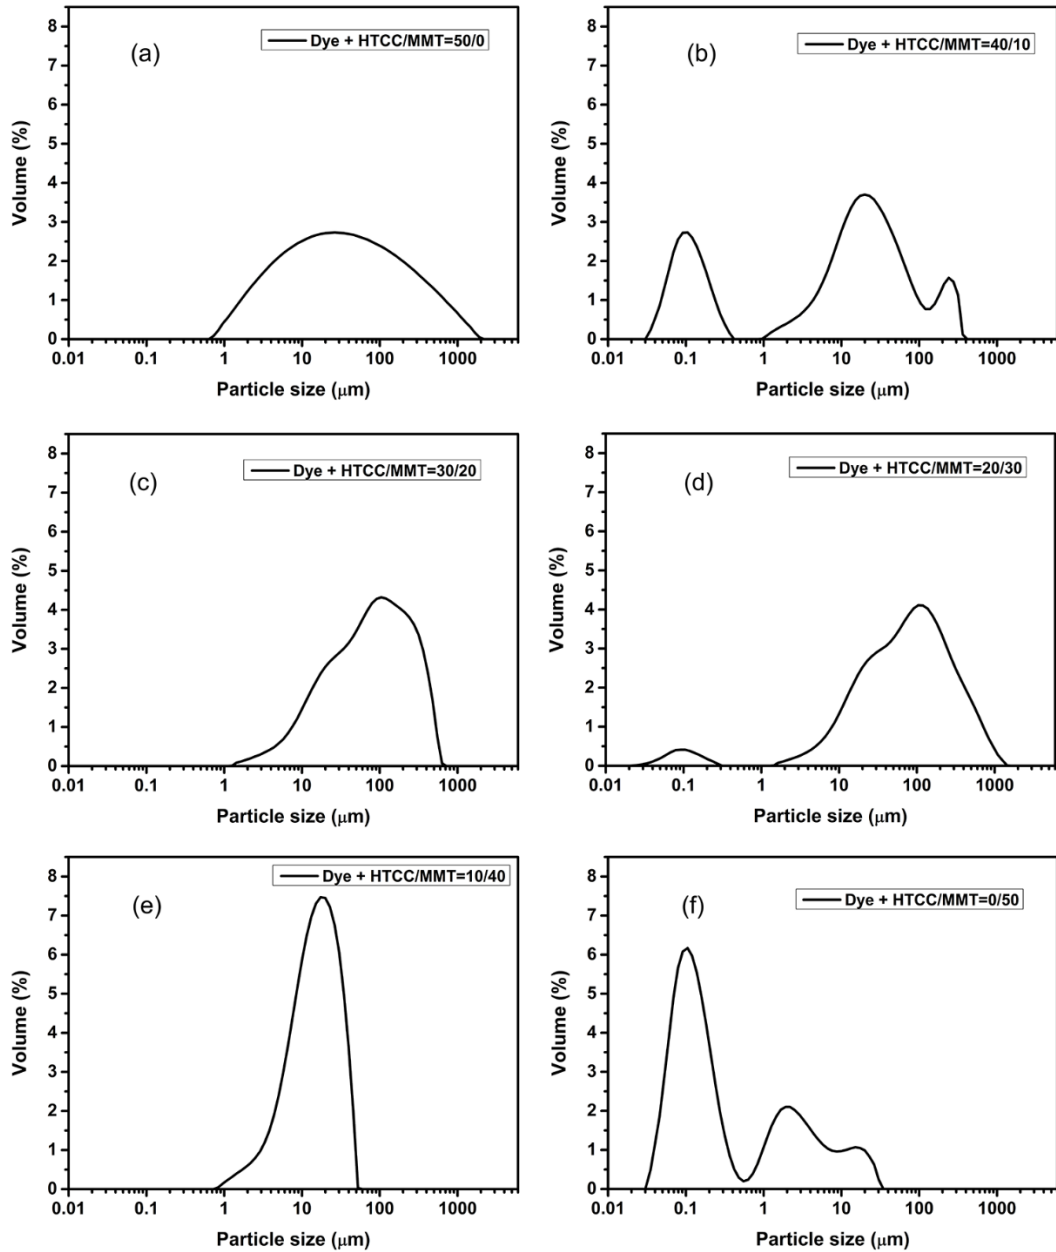 8
7
6
5
4
3
2
1
0
Volume (%)
(a)
Dye + HTCC/MMT=50/0
0.01 0.1 1 10 100 1000
Particle size (μm)
8
7
6
5
4
3
2
1
0
Volume (%)
(b)
Dye + HTCC/MMT=40/10
0.01 0.1 1 10 100 1000
Particle size (μm)
8
7
6
5
4
3
2
1
0
Volume (%)
(c)
Dye + HTCC/MMT=30/20
0.01 0.1 1 10 100 1000
Particle size (μm)
8
7
6
5
4
3
2
1
0
Volume (%)
(d)
Dye + HTCC/MMT=20/30
0.01 0.1 1 10 100 1000
Particle size (μm)
8
7
6
5
4
3
2
1
0
Volume (%)
(e)
Dye + HTCC/MMT=10/40
0.01 0.1 1 10 100 1000
Particle size (μm)
8
7
6
5
4
3
2
1
0
Volume (%)
(f)
Dye + HTCC/MMT=0/50
0.01 0.1 1 10 100 1000
Particle size (μm)